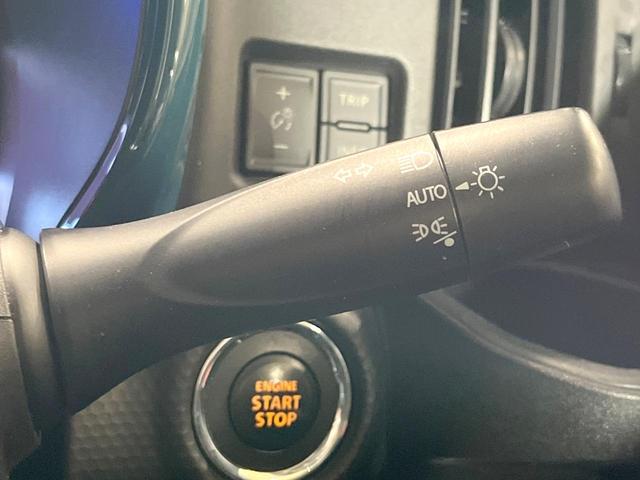 +
TRIP
-
AUTO
ENGINE
START
STOP